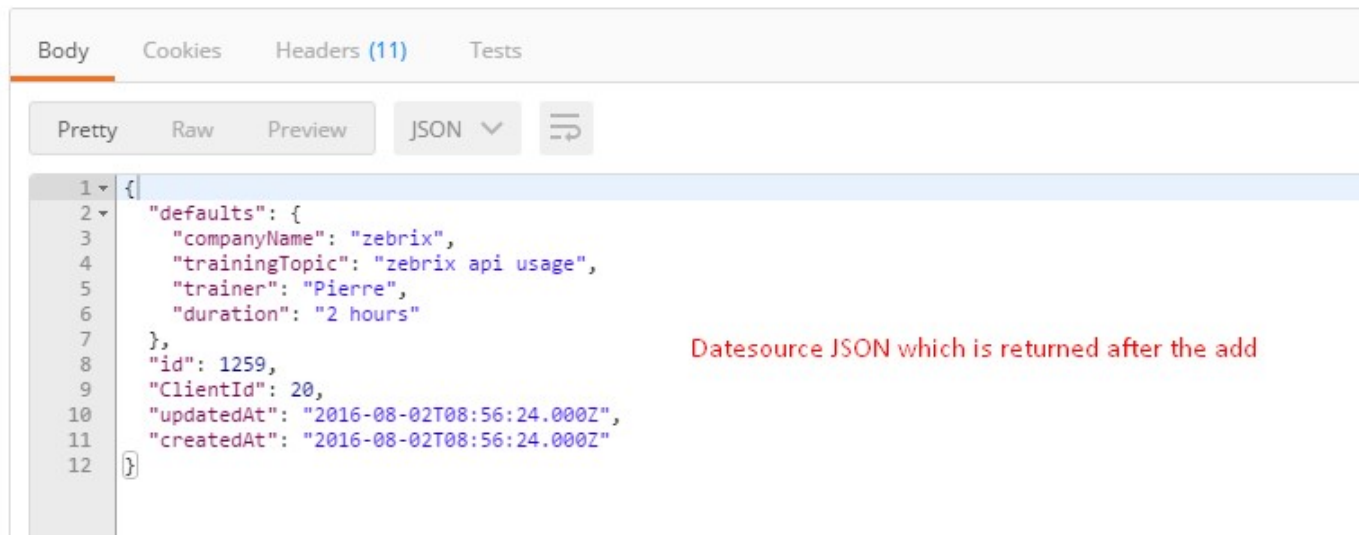 Body Cookies Headers (11) Tests
Pretty Raw Preview JSON
1 {
2 "defaults": {
3 "companyName": "zebrix",
4 "trainingTopic": "zebrix api usage",
5 "trainer": "Pierre",
6 "duration": "2 hours"
7 },
Datesource JSON which is returned after the add
8 "id": 1259,
9 "ClientId": 20,
10 "updatedAt": "2016-08-02T08:56:24.000Z",
11 "createdAt": "2016-08-02T08:56:24.000Z"
12 }